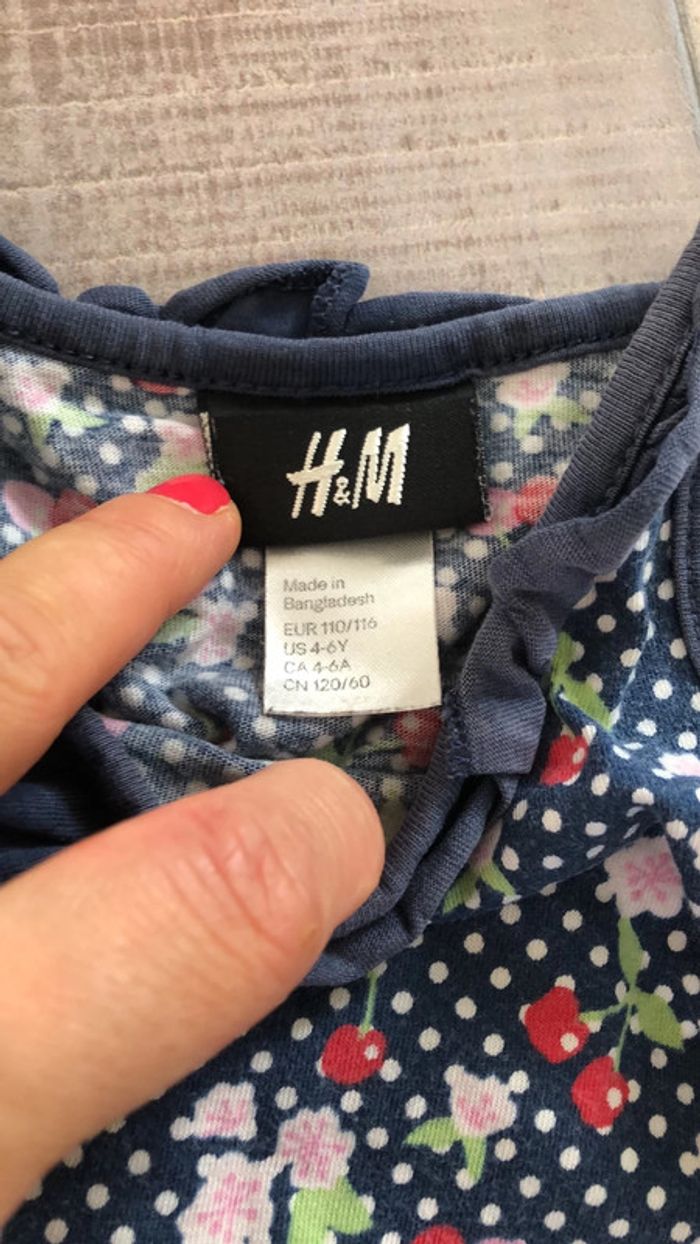 H&M
Made in
Bangladesh
EUR 110/116
US 4-6Y
CA 4-6A
CN 120/60